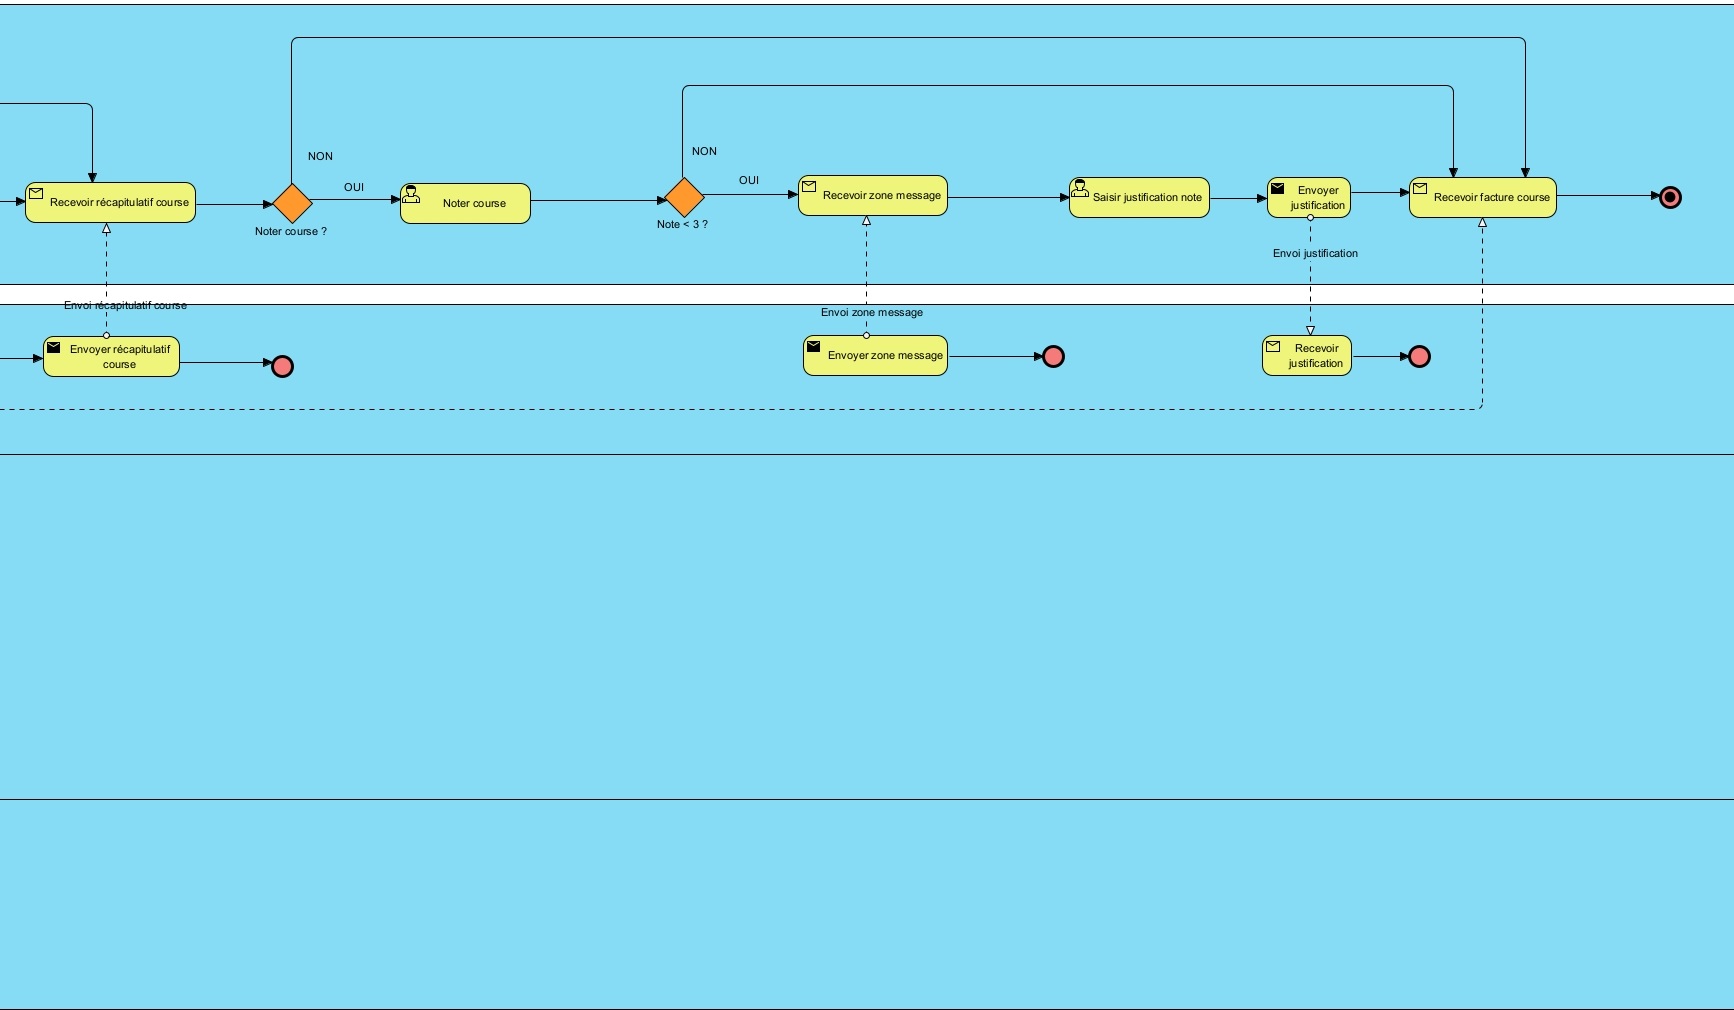 NON
NON
OUI
OUI
Recevoir récapitulatif course
Noter course
Recevoir zone message
Saisir justification note
Envoyer
justification
Recevoir facture course
Noter course ?
Note < 3 ?
Envoi justification
Envoi récapitulatif course
Envoi zone message
Envoyer récapitulatif
course
Envoyer zone message
Recevoir
justification